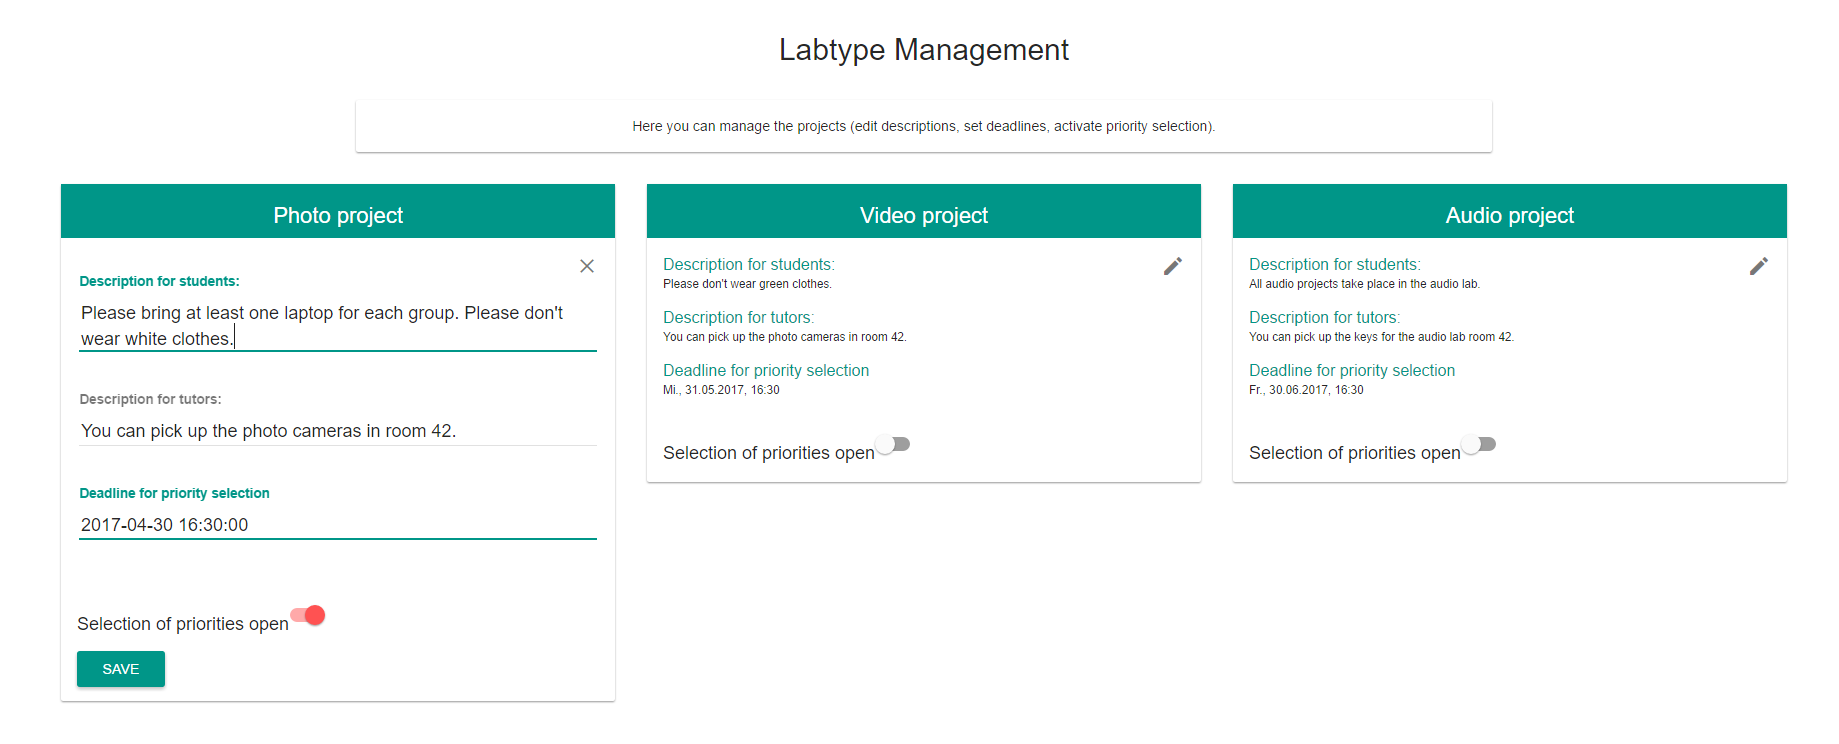 Labtype Management
Here you can manage the projects (edit descriptions, set deadlines, activate priority selection).
Photo project
Description for students:
Please bring at least one laptop for each group. Please don't
wear white clothes.
Description for tutors:
You can pick up the photo cameras in room 42.
Deadline for priority selection
2017-04-30 16:30:00
Selection of priorities open
SAVE
Video project
Description for students:
Please don't wear green clothes.
Description for tutors:
You can pick up the photo cameras in room 42.
Deadline for priority selection
Mi., 31.05.2017, 16:30
Selection of priorities open
Audio project
Description for students:
All audio projects take place in the audio lab.
Description for tutors:
You can pick up the keys for the audio lab room 42.
Deadline for priority selection
Fr., 30.06.2017, 16:30
Selection of priorities open